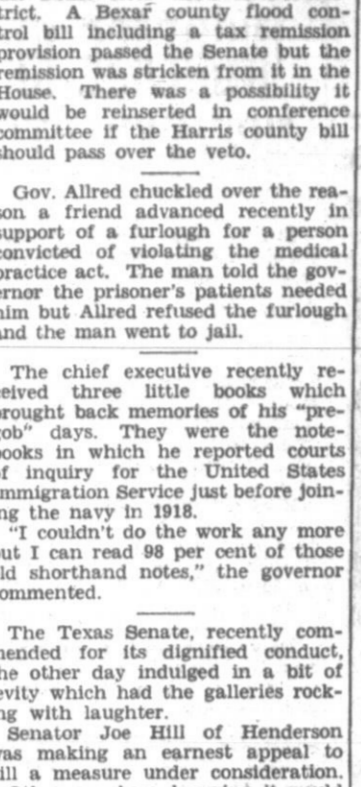 trict. A Bexar county flood con-
trol bill including a tax remission
provision passed the Senate but the
remission was stricken from it in the
House. There was a possibility it
would be reinserted in conference
committee if the Harris county bill
should pass over the veto.
Gov. Allred chuckled over the rea-
son a friend advanced recently in
support of a furlough for a person
convicted of violating the medical
practice act. The man told the gov-
ernor the prisoner's patients needed
him but Allred refused the furlough
and the man went to jail.
The chief executive recently re-
ceived three little books which
brought back memories of his "pre-
gob" days. They were the note-
books in which he reported courts
of inquiry for the United States
Immigration Service just before join-
ing the navy in 1918.
"I couldn't do the work any more
but I can read 98 per cent of those
old shorthand notes," the governor
commented.
The Texas Senate, recently com-
mended for its dignified conduct,
the other day indulged in a bit of
levity which had the galleries rock-
ing with laughter.
Senator Joe Hill of Henderson
was making an earnest appeal to
kill a measure under consideration.